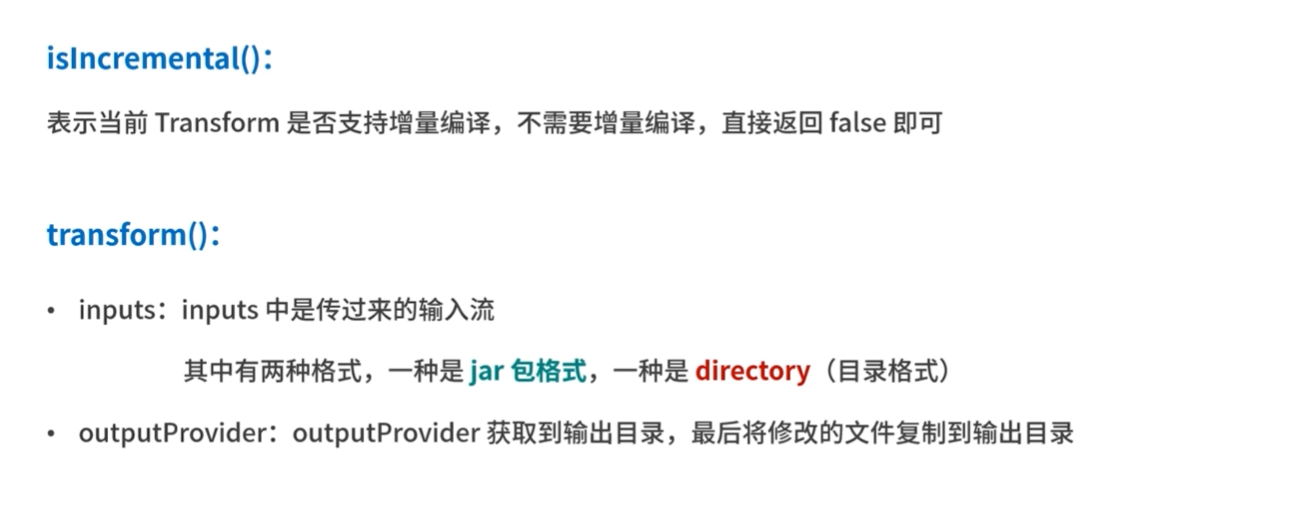 isIncremental()：
表示当前 Transform 是否支持增量编译，不需要增量编译，直接返回 false 即可
transform()：
• inputs：inputs 中是传过来的输入流
其中有两种格式，一种是 jar 包格式，一种是 directory（目录格式）
• outputProvider：outputProvider 获取到输出目录，最后将修改的文件复制到输出目录